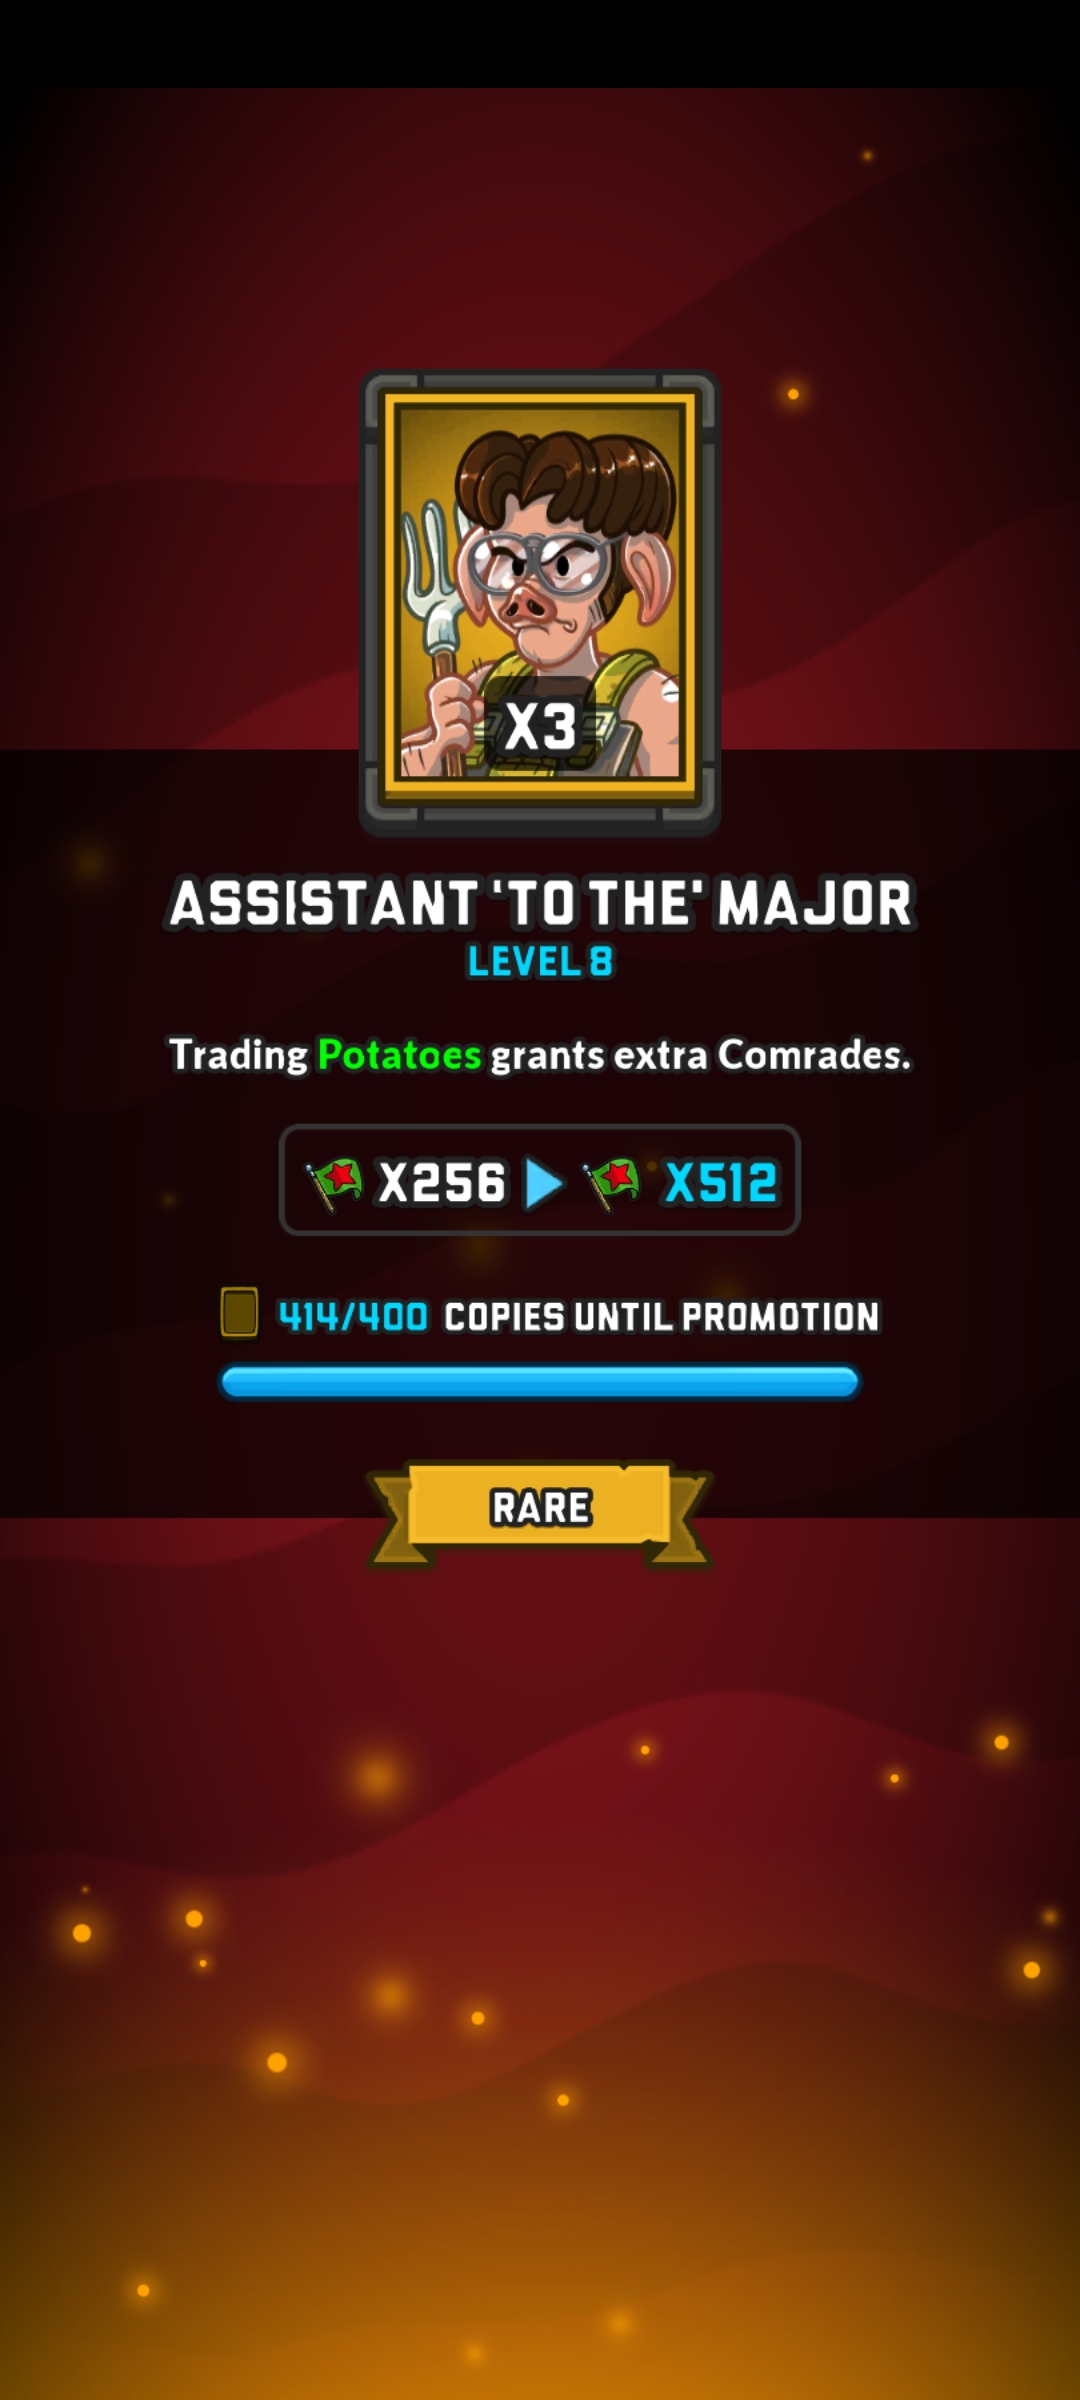 X3
ASSISTANT 'TO THE' MAJOR
LEVEL 8
Trading Potatoes grants extra Comrades.
X256 X512
414/400 COPIES UNTIL PROMOTION
RARE